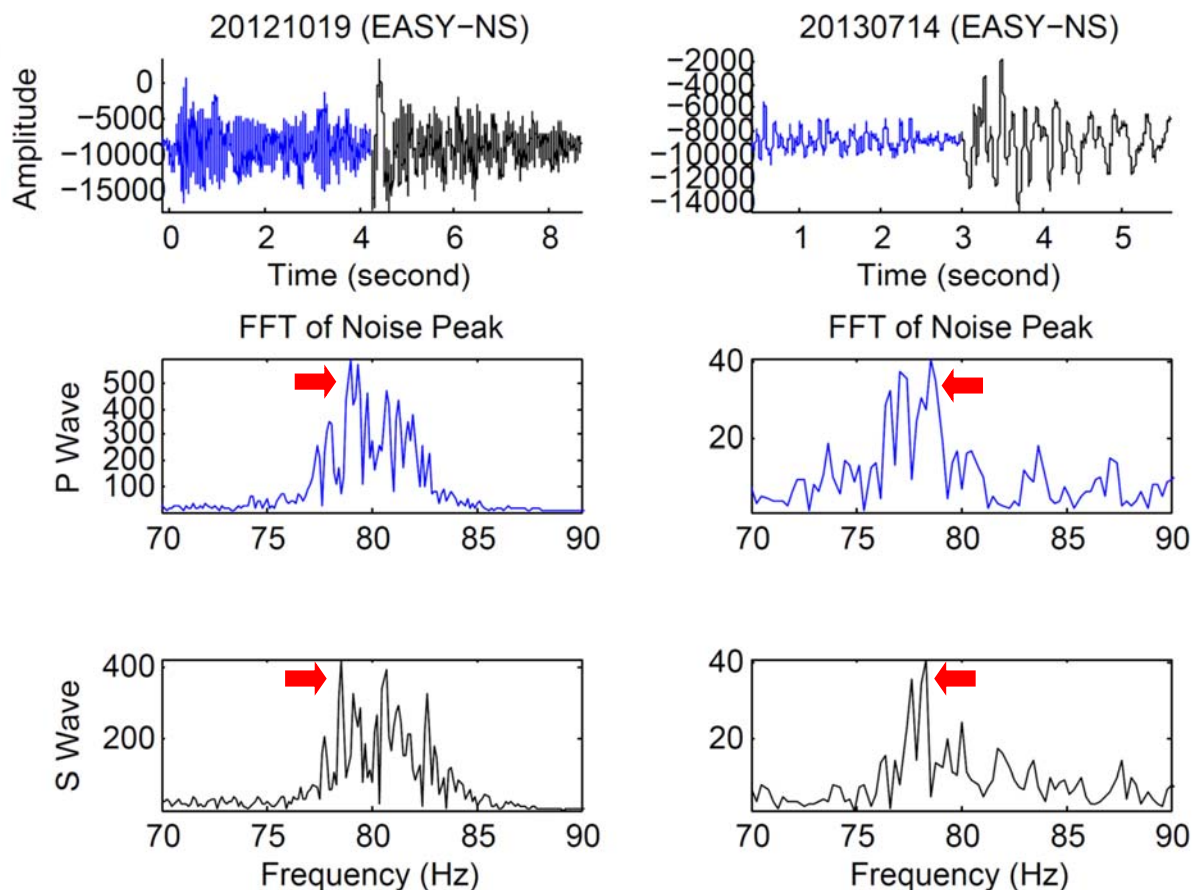 20121019 (EASY−NS)
Amplitude
0
−5000
−10000
−15000
0 2 4 6 8
Time (second)
20130714 (EASY−NS)
−2000
−4000
−6000
−8000
−10000
−12000
−14000
1 2 3 4 5
Time (second)
FFT of Noise Peak
P Wave
500
400
300
200
100
70 75 80 85 90
FFT of Noise Peak
40
20
70 75 80 85 90
S Wave
400
200
70 75 80 85 90
Frequency (Hz)
40
20
70 75 80 85 90
Frequency (Hz)